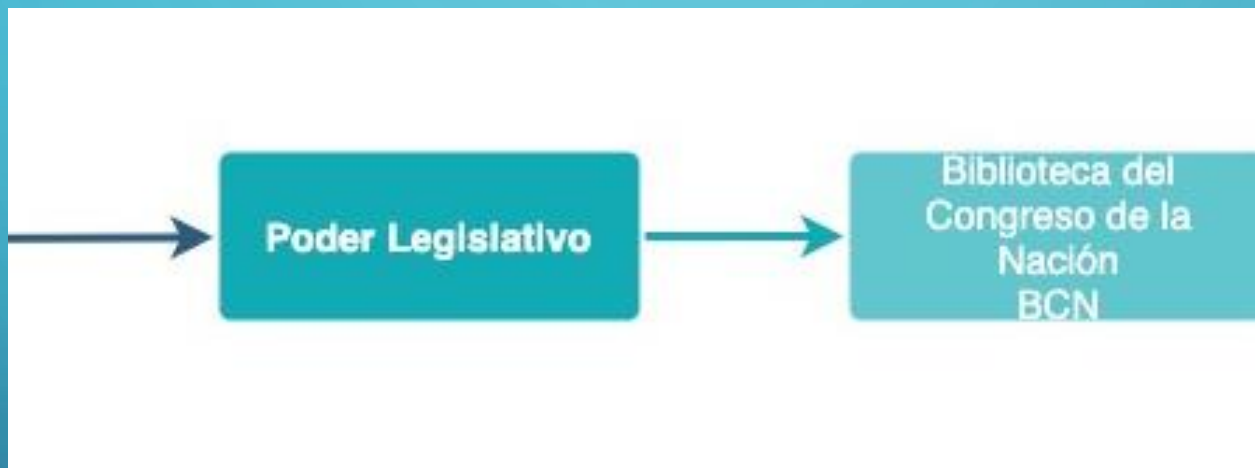 Poder Legislativo
Biblioteca del
Congreso de la
Nación
BCN